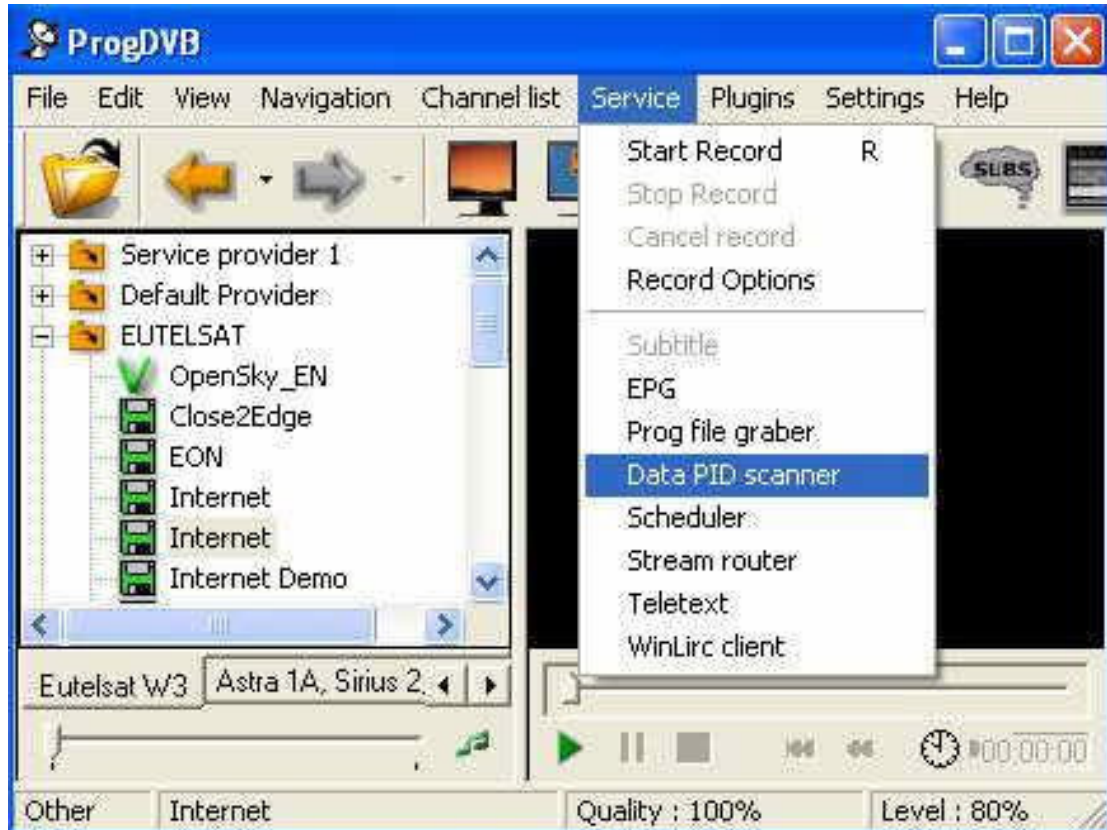 ProgDVB
File Edit View Navigation Channel list Service Plugins Settings Help
SUBS
Start Record R
Stop Record
Cancel record
Record Options
Subtitle
EPG
Prog file graber
Data PID scanner
Scheduler
Stream router
Teletext
WinLirc client
Service provider 1
Default Provider
EUTELSAT
OpenSky_EN
Close2Edge
EON
Internet
Internet
Internet Demo
Eutelsat W3 Astra 1A, Sirius 2,
00:00:00
Other Internet Quality : 100% Level : 80%